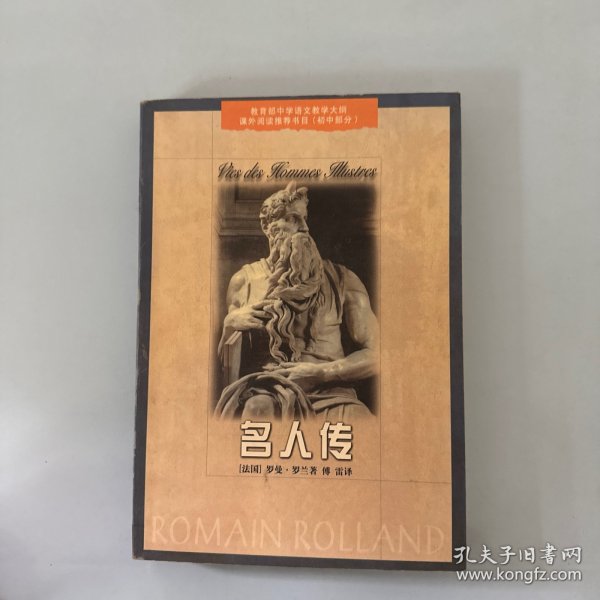 教育部中学语文教学大纲
课外阅读推荐书目(初中部分)
Vies des Hommes Illustres
名人传
[法国] 罗曼·罗兰著 傅 雷译
ROMAIN ROLLAND
孔夫子旧书网
www.kongfz.com